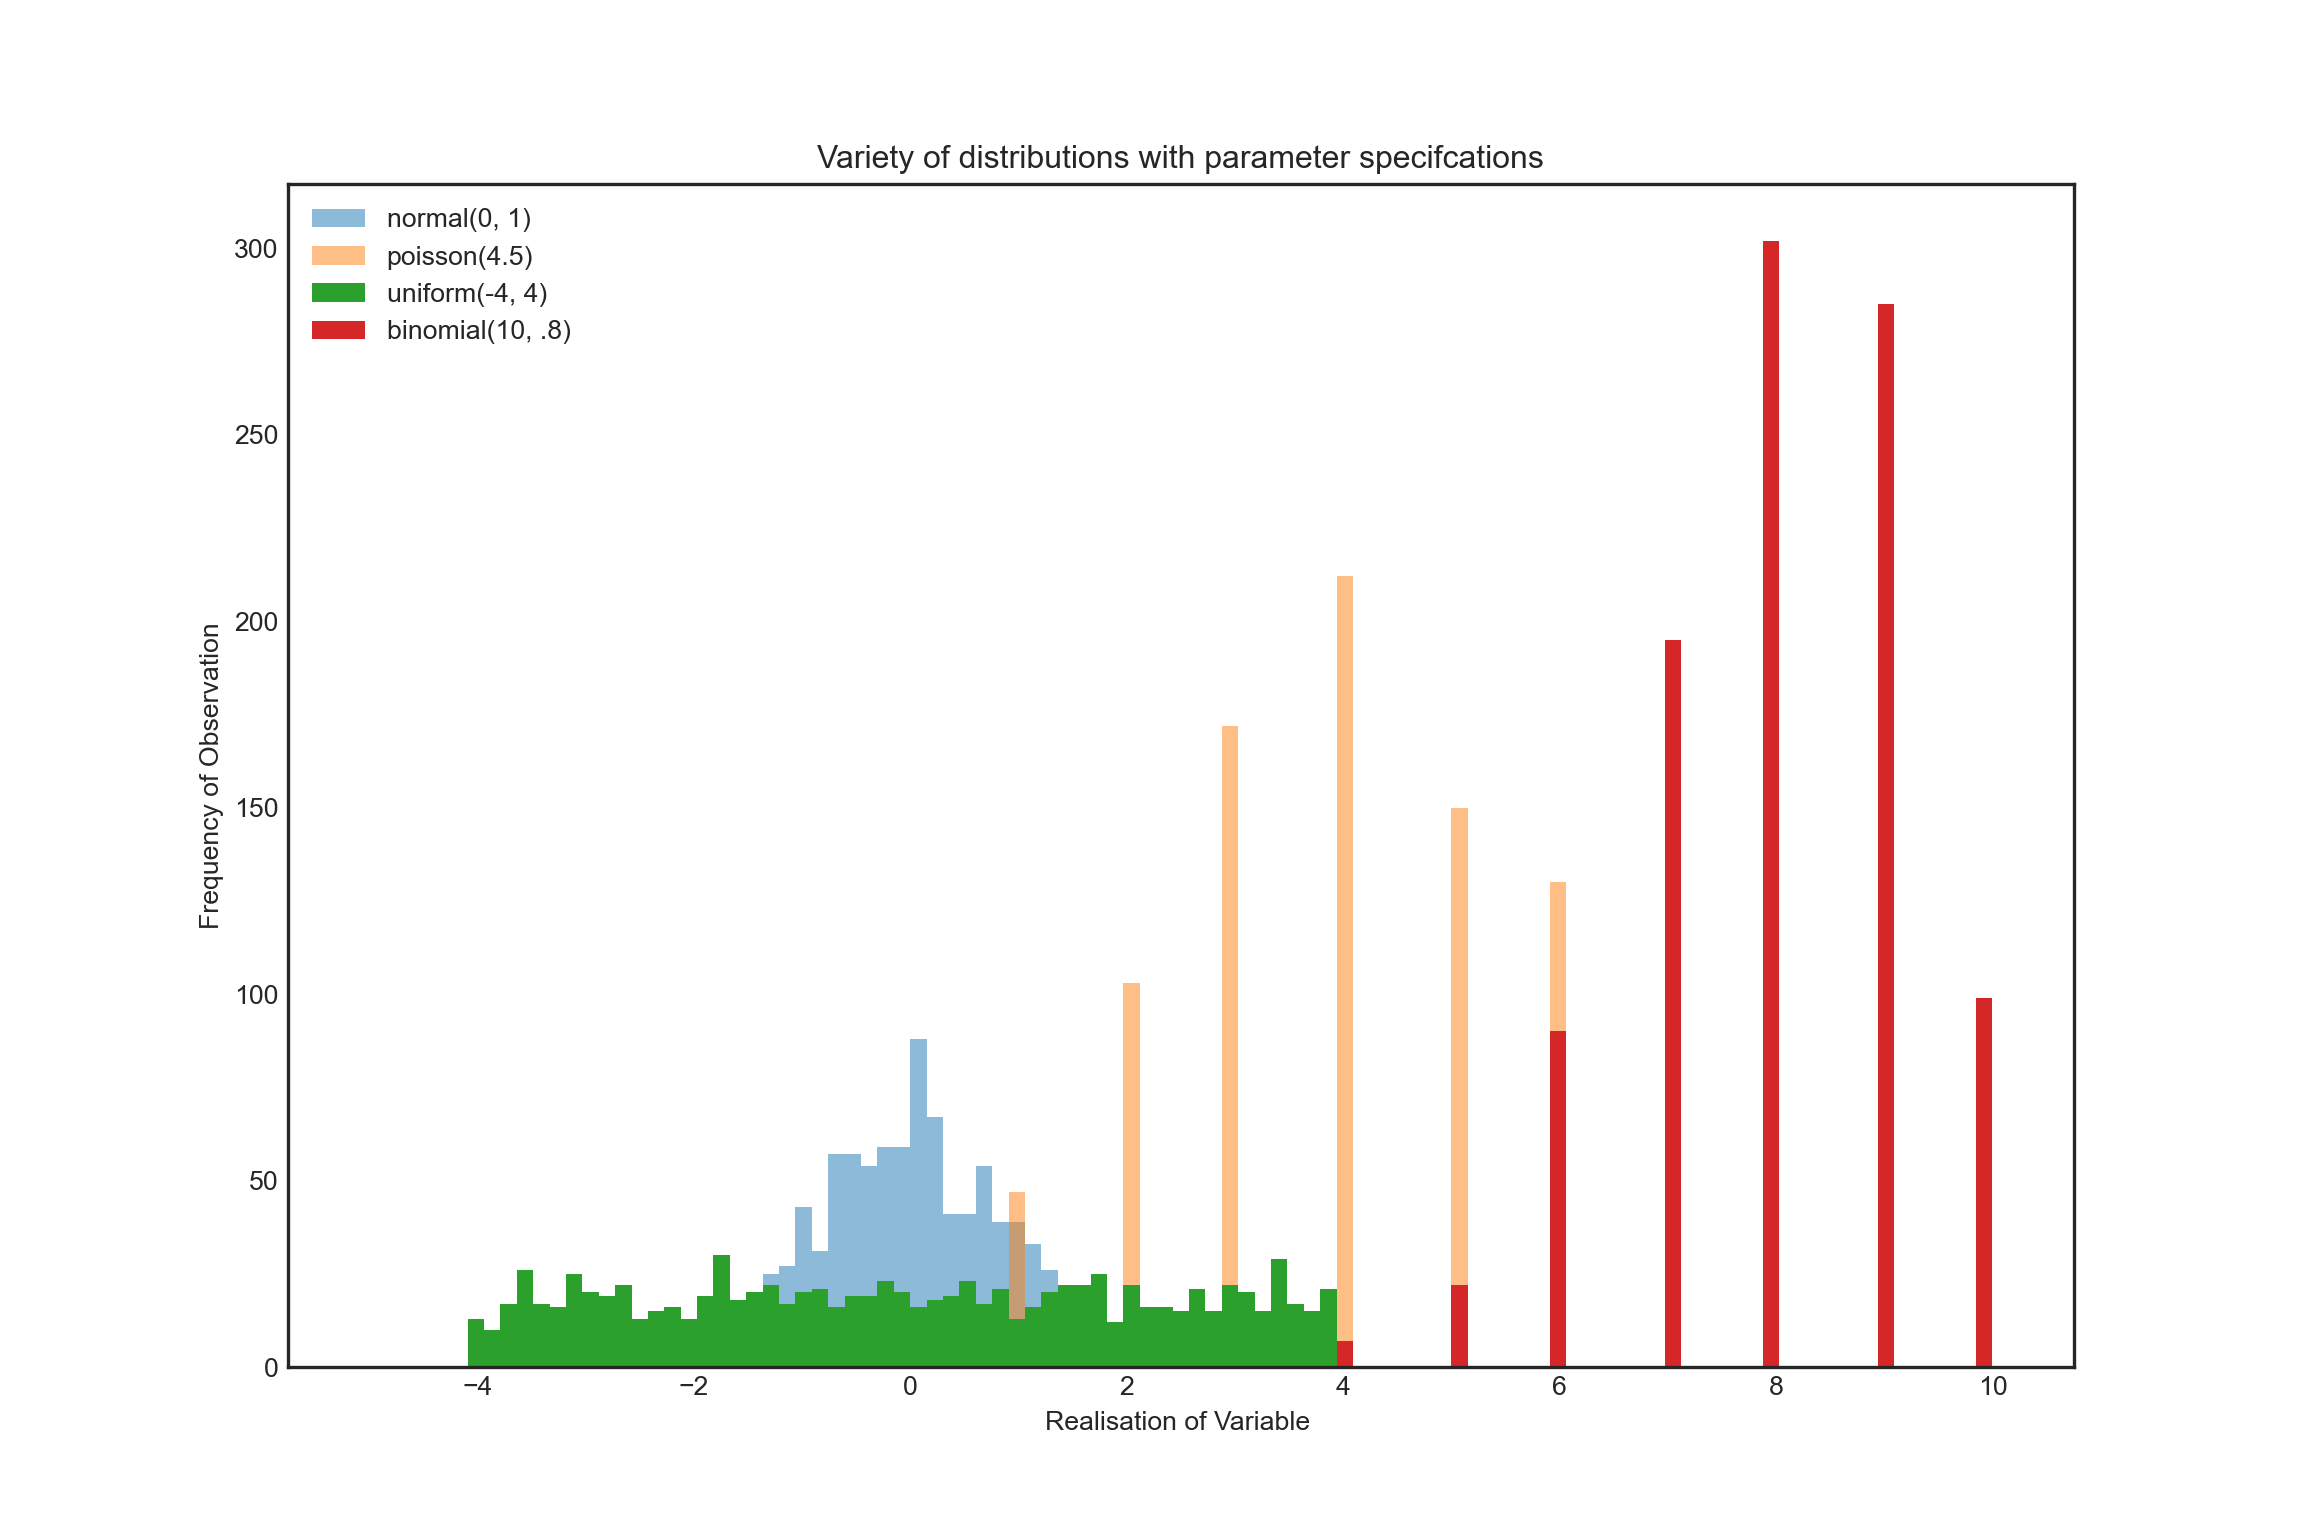 Variety of distributions with parameter specifcations
normal(0, 1)
poisson(4.5)
uniform(-4, 4)
binomial(10, .8)
300
250
200
150
100
50
0
Frequency of Observation
−4 −2 0 2 4 6 8 10
Realisation of Variable